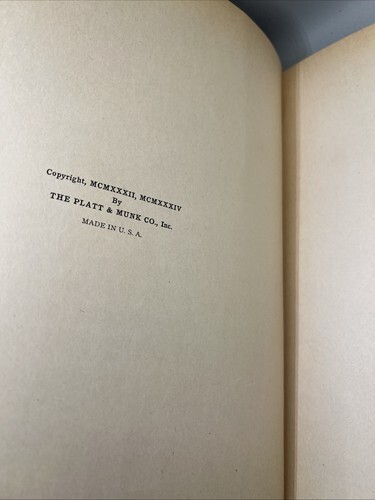 Copyright, MCMXXXII, MCMXXXIV
By
THE PLATT & MUNK CO., Inc.
MADE IN U. S. A.